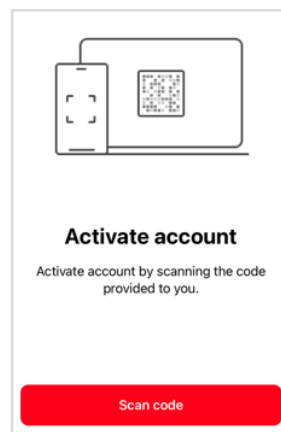 Activate account
Activate account by scanning the code
provided to you.
Scan code